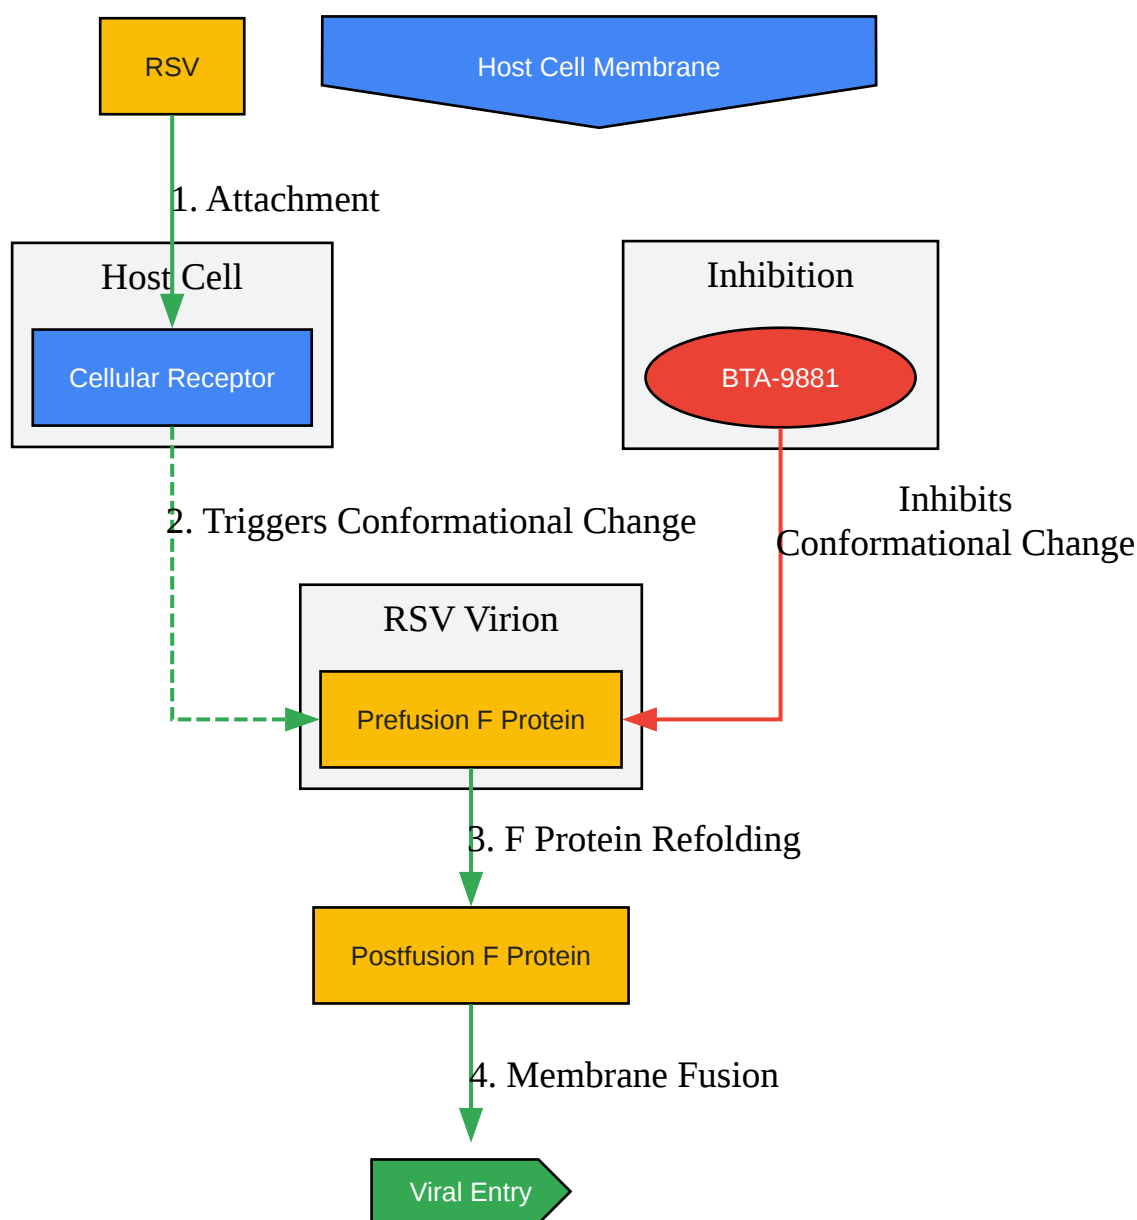 RSV
Host Cell Membrane
1. Attachment
Host Cell
Inhibition
Cellular Receptor
BTA-9881
Inhibits
Conformational Change
2. Triggers Conformational Change
RSV Virion
Prefusion F Protein
3. F Protein Refolding
Postfusion F Protein
4. Membrane Fusion
Viral Entry